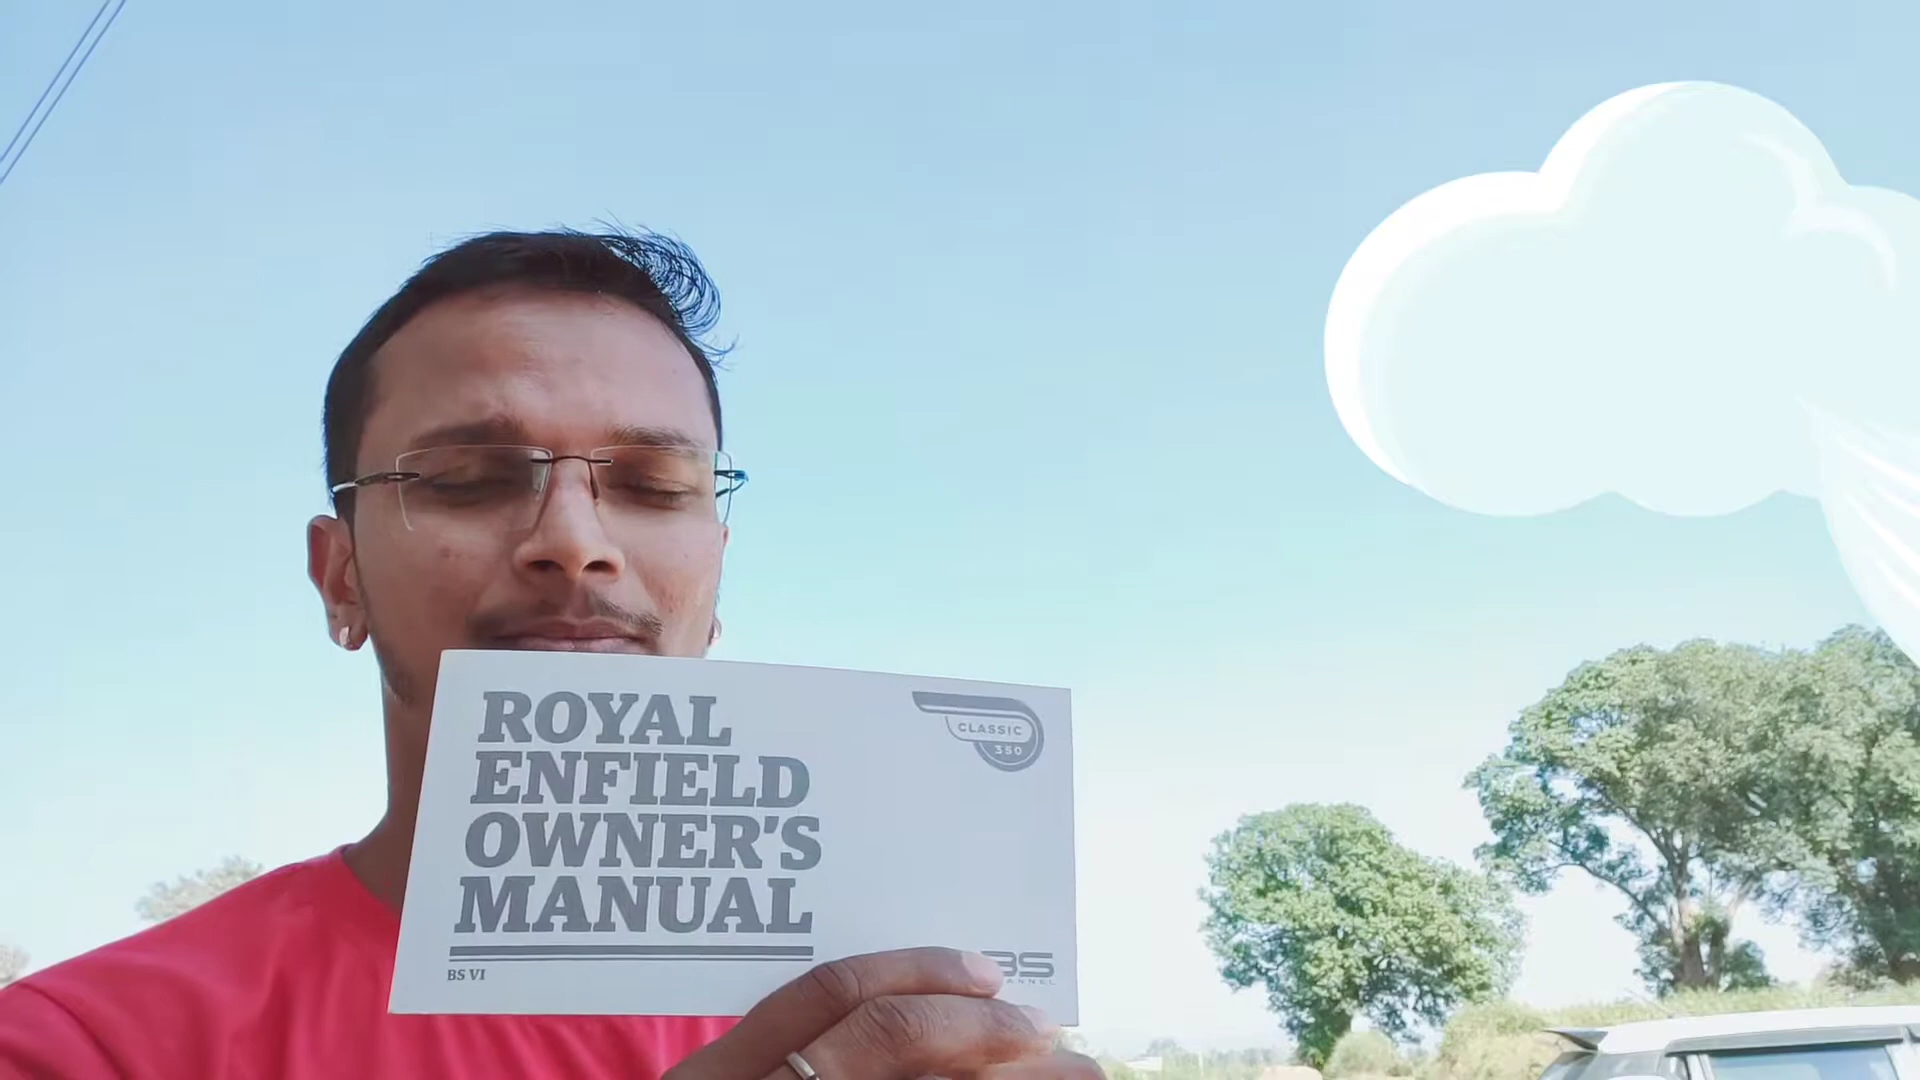 ROYAL
ENFIELD
OWNER'S
MANUAL
CLASSIC
350
BS VI